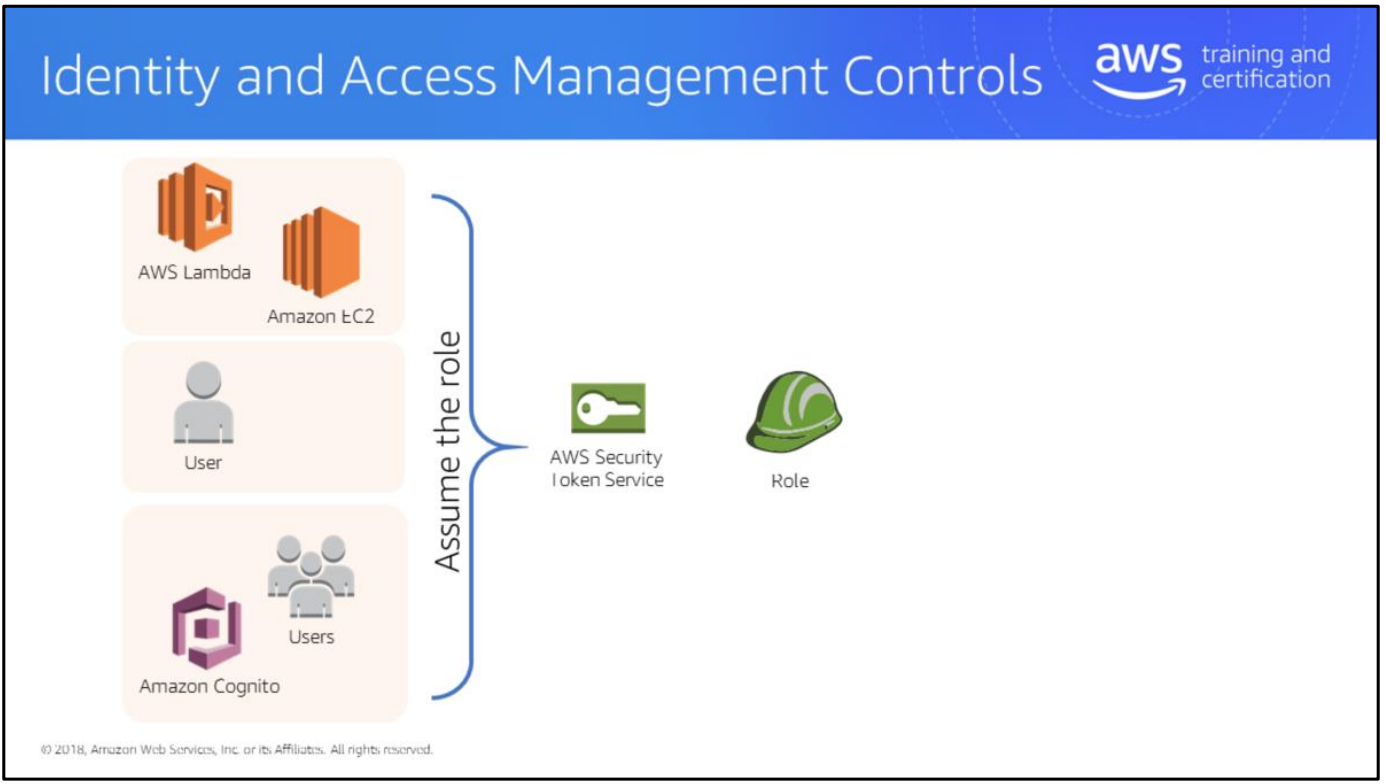 Identity and Access Management Controls
aws training and
certification
AWS Lambda
Amazon EC2
User
Users
Amazon Cognito
Assume the role
AWS Security
Token Service
Role
© 2018, Amazon Web Services, Inc. or its Affiliates. All rights reserved.